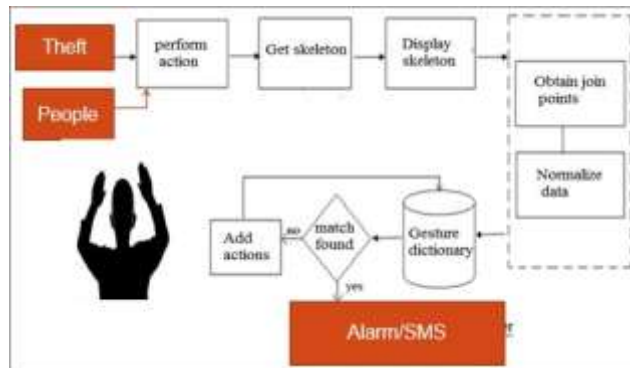 Theft
perform
action
Get skeleton
Display
skeleton
People
Obtain join
points
Normalize
data
Add
actions
no
match
found
Gesture
dictionary
yes
Alarm/SMS
er